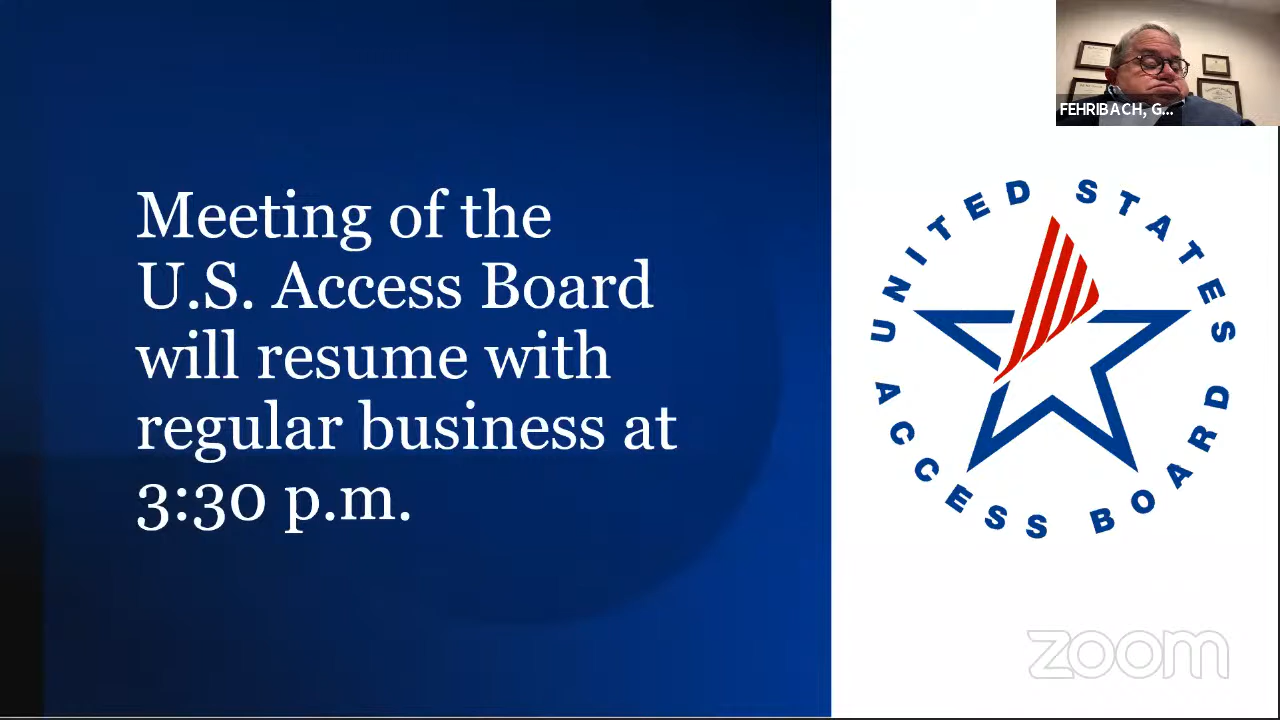 Meeting of the
U.S. Access Board
will resume with
regular business at
3:30 p.m.
FEHRIBACH, G...
UNITED STATES
ACCESS BOARD
zoom